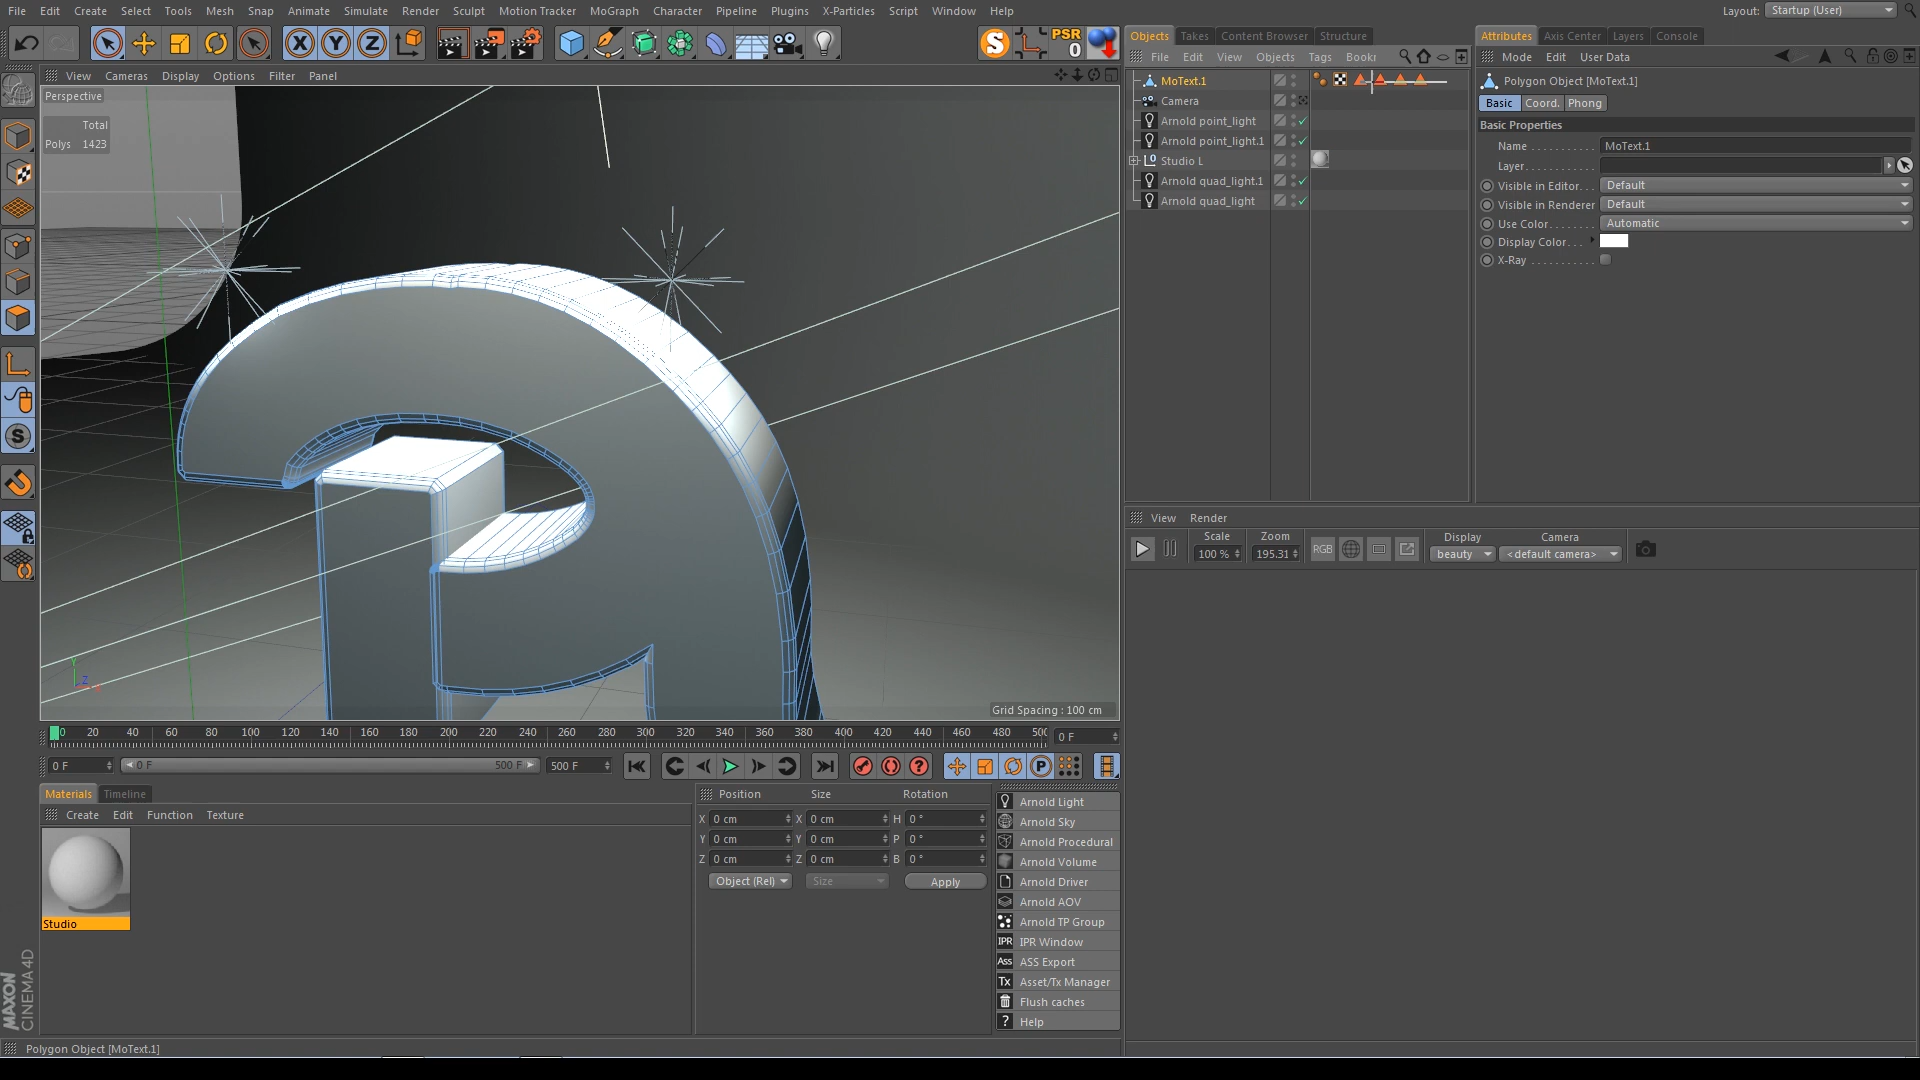 File Edit Create Select Tools Mesh Snap Animate Simulate Render Sculpt Motion Tracker MoGraph Character Pipeline Plugins X-Particles Script Window Help Layout: Startup (User)
X Y Z S PSR 0
Objects Takes Content Browser Structure
Attributes Axis Center Layers Console
File Edit View Objects Tags Bookr
Mode Edit User Data
View Cameras Display Options Filter Panel
Perspective
Total
Polys 1423
Grid Spacing : 100 cm
MoText.1
Camera
Arnold point_light
Arnold point_light.1
Studio L
Arnold quad_light.1
Arnold quad_light
Polygon Object [MoText.1]
Basic Coord. Phong
Basic Properties
Name MoText.1
Layer
Visible in Editor Default
Visible in Renderer Default
Use Color Automatic
Display Color
X-Ray
View Render
Scale Zoom Display Camera
100 % 195.31 RGB beauty <default camera>
0 20 40 60 80 100 120 140 160 180 200 220 240 260 280 300 320 340 360 380 400 420 440 460 480 500 0 F
0 F 0 F 500 F 500 F
Materials Timeline
Create Edit Function Texture
Studio
Position Size Rotation
X 0 cm X 0 cm H 0 °
Y 0 cm Y 0 cm P 0 °
Z 0 cm Z 0 cm B 0 °
Object (Rel) Size Apply
Arnold Light
Arnold Sky
Arnold Procedural
Arnold Volume
Arnold Driver
Arnold AOV
Arnold TP Group
IPR IPR Window
Ass ASS Export
Tx Asset/Tx Manager
Flush caches
? Help
MAXON
CINEMA 4D
Polygon Object [MoText.1]